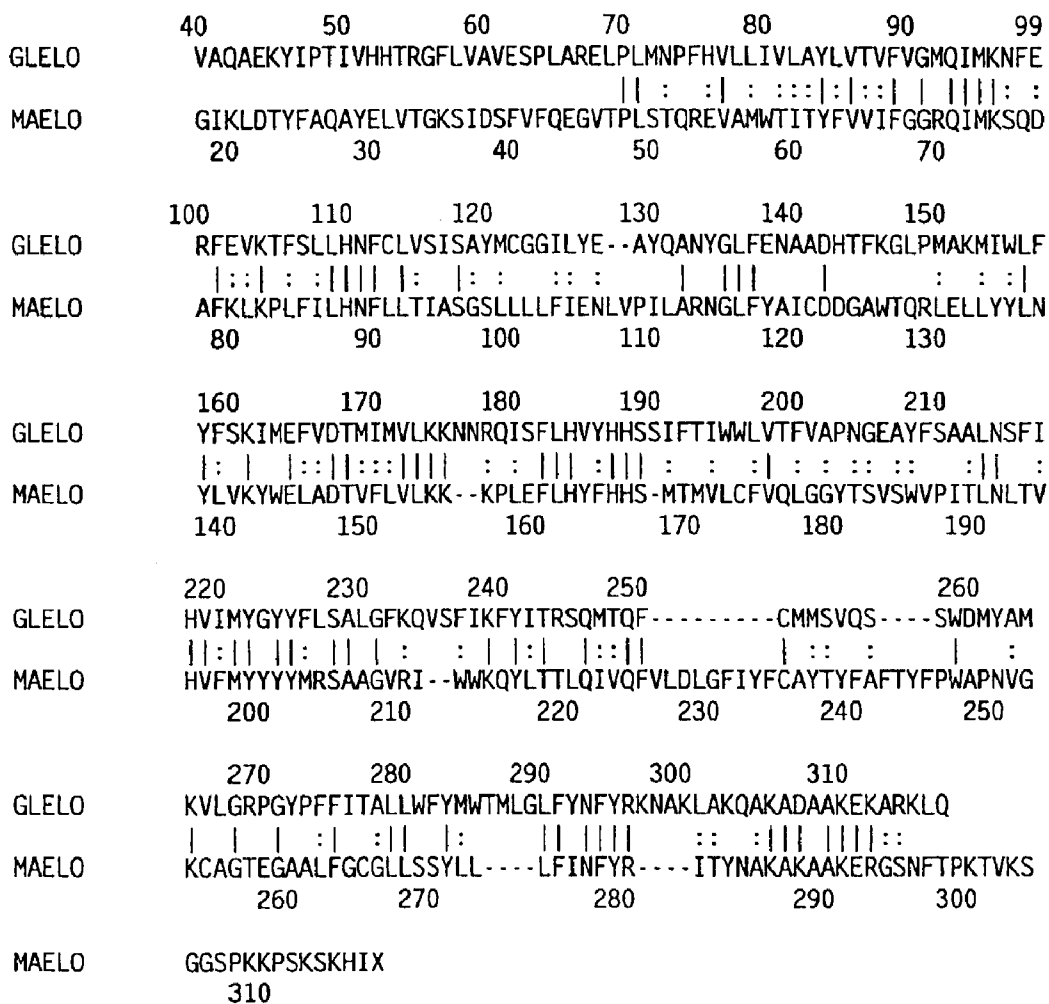 40 50 60 70 80 90 99
GLELO VAQAEKYIPTIVHHTRGFLVAVESPLARELPLMNPFHVLLIVLAYLVTVFVGMQIMKNFE
|| : :| : :::|:|::| | |||| : :
MAELO GIKLDTYFAQAYELVTGKSIDSFVFQEGVTPLSTQREVAMWTITYFVVIFGGRQIMKSQD
20 30 40 50 60 70
100 110 120 130 140 150
GLELO RFEVKTFSLLHNFCLVSISAYMCGGILYE--AYQANYGLFENAADHTFKGLPMAKMIWLF
|::| : :|||| |: | : : : : | ||| | : : :|
MAELO AFKLKPLFILHNFLLTIASGSLLLLFIENLVPILARNGLFYAICDDGAWTQRLELLYYLN
80 90 100 110 120 130
160 170 180 190 200 210
GLELO YFSKIMEFVDTMIMVLKKNNRQISFLHVYHHSSIFTIWWLVTFVAPNGEAYFSAALNSFI
|: | |::||:::|||| : : ||| :||| : : :| : : :: :: :|| :
MAELO YLVKYWELADTVFLVLKK--KPLEFLHYFHHS-MTMVLCFVQLGGYTSVSWVPITLNLTV
140 150 160 170 180 190
220 230 240 250 260
GLELO HVIMYGYYFLSALGFKQVSFIKFYITRSQMTQF---------CMMSVQS----SWDMYAM
||:|| ||: || | : : | || |::|| | :: : | :
MAELO HVFMYYYYMRSAAGVRI--WWKQYLTTLQIVQFVLDLGFIYFCAYTYFAFTYFPWAPNVG
200 210 220 230 240 250
270 280 290 300 310
GLELO KVLGRPGYPFFITALLWFYMWTMLGLFYNFYRKNAKLAKQAKADAAKEKARKLQ
| | | :| :|| |: || |||| :: :||| |||| ::
MAELO KCAGTEGAALFGCGLLSSYLL----LFINFYR----ITYNAKAKAAKERGSNFTPKTVKS
260 270 280 290 300
MAELO GGSPKKPSKSKHIX
310